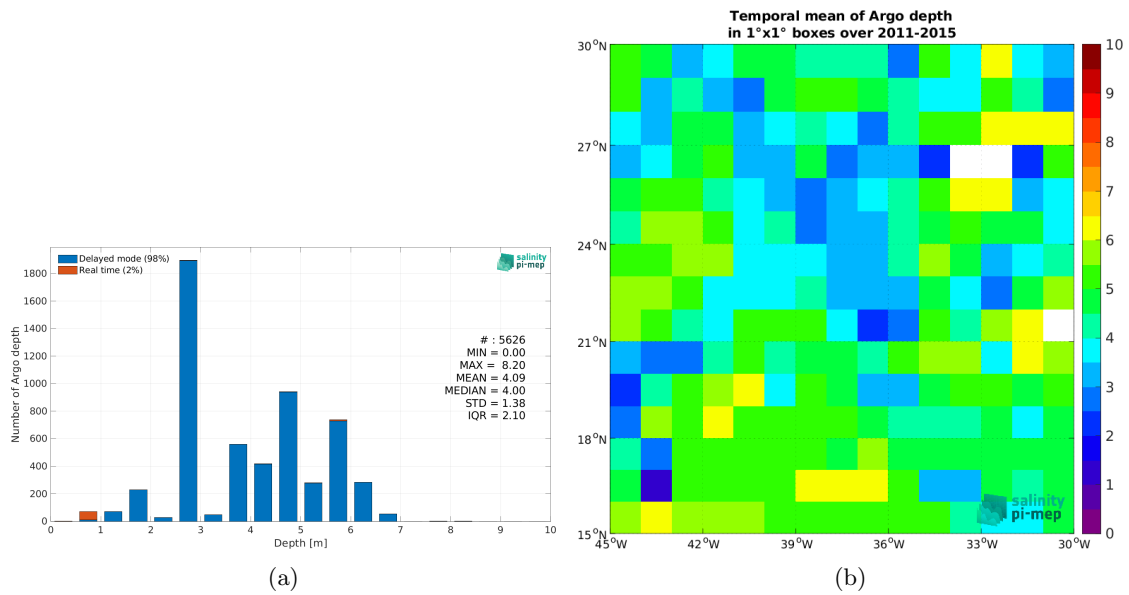 Delayed mode (98%)
Real time (2%)
salinity
pi-mep
# : 5626
MIN = 0.00
MAX = 8.20
MEAN = 4.09
MEDIAN = 4.00
STD = 1.38
IQR = 2.10
1800
1600
1400
1200
1000
800
600
400
200
0
Number of Argo depth
0 1 2 3 4 5 6 7 8 9 10
Depth [m]
(a)
Temporal mean of Argo depth
in 1°x1° boxes over 2011-2015
30°N
27°N
24°N
21°N
18°N
15°N
45°W 42°W 39°W 36°W 33°W 30°W
salinity
pi-mep
10
9
8
7
6
5
4
3
2
1
0
(b)